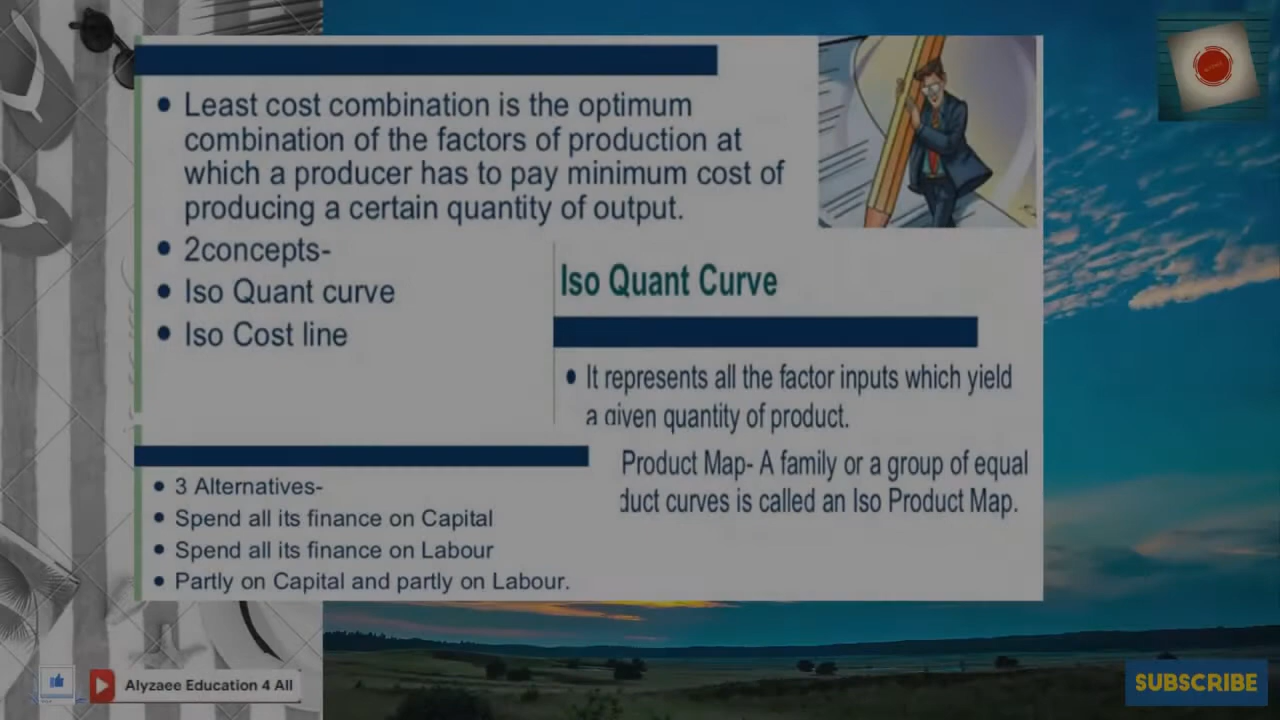 • Least cost combination is the optimum
combination of the factors of production at
which a producer has to pay minimum cost of
producing a certain quantity of output.
• 2concepts-
• Iso Quant curve
• Iso Cost line
Iso Quant Curve
• It represents all the factor inputs which yield
a given quantity of product.
Product Map- A family or a group of equal
duct curves is called an Iso Product Map.
• 3 Alternatives-
• Spend all its finance on Capital
• Spend all its finance on Labour
• Partly on Capital and partly on Labour.
Alyzaee Education 4 All
SUBSCRIBE